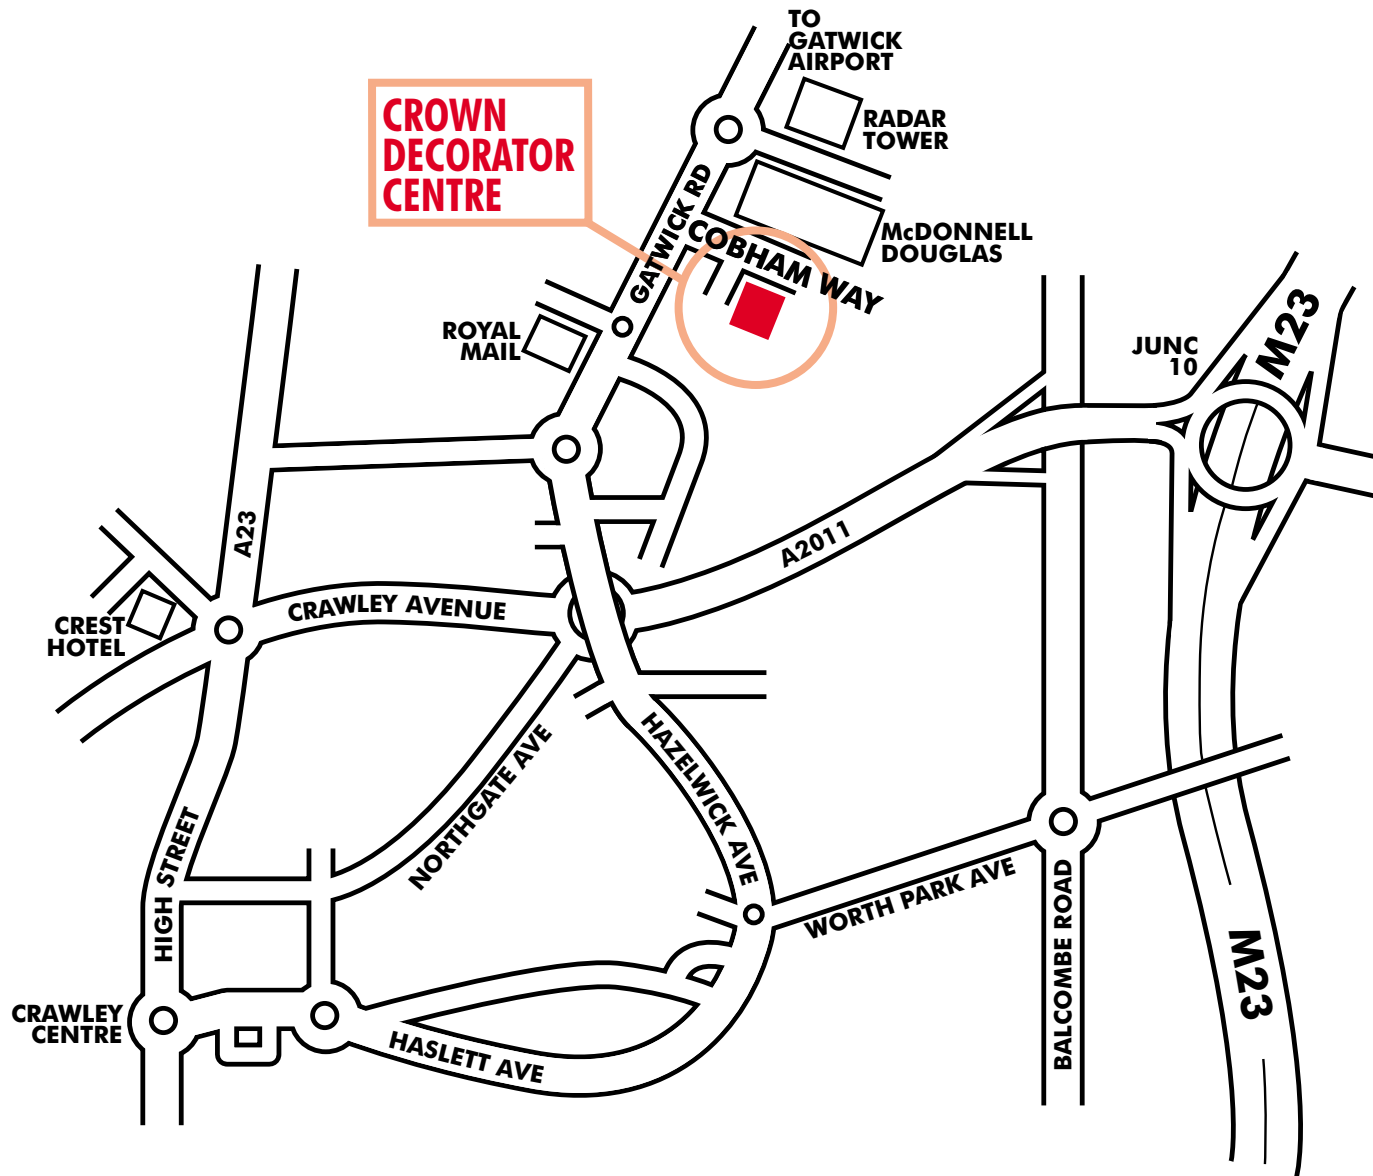 TO
GATWICK
AIRPORT
CROWN
DECORATOR
CENTRE
RADAR
TOWER
GATWICK RD
McDONNELL
DOUGLAS
COBHAM WAY
ROYAL
MAIL
JUNC
10
M23
A23
A2011
CRAWLEY AVENUE
CREST
HOTEL
NORTHGATE AVE
HAZELWICK AVE
HIGH STREET
WORTH PARK AVE
BALCOMBE ROAD
M23
CRAWLEY
CENTRE
HASLETT AVE